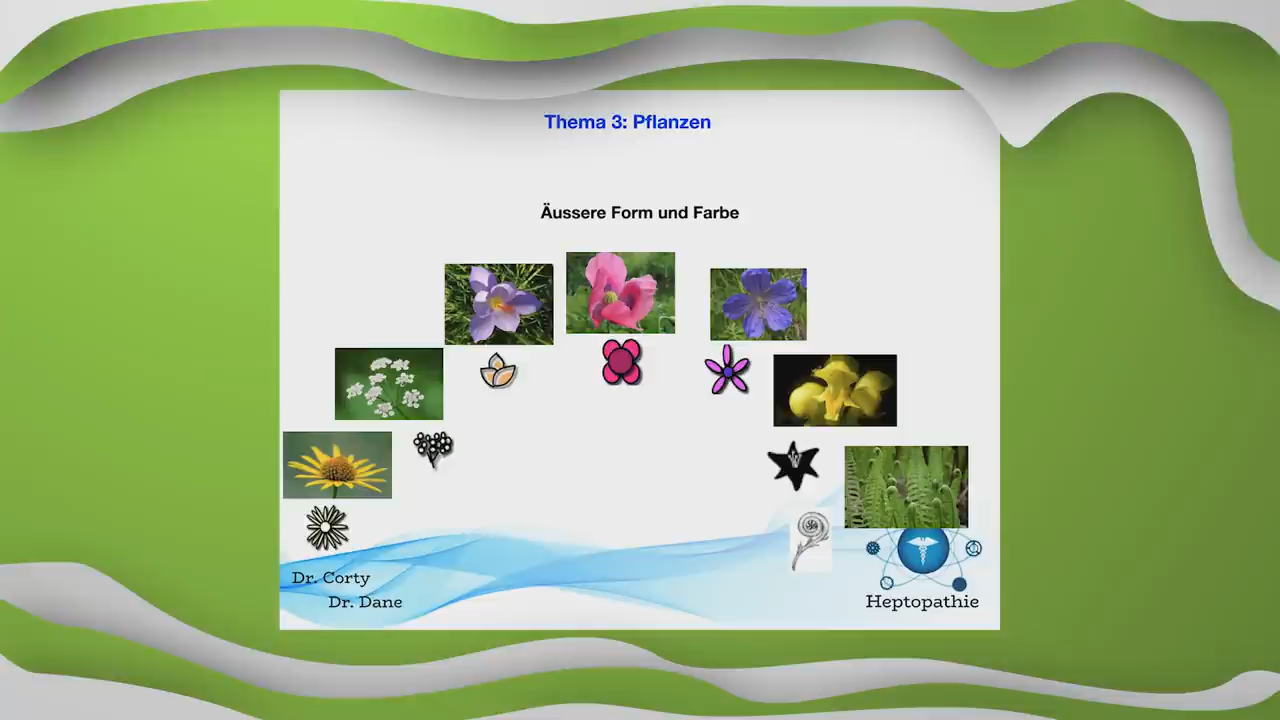 Thema 3: Pflanzen
Äussere Form und Farbe
Dr. Corty
Dr. Dane
Heptopathie